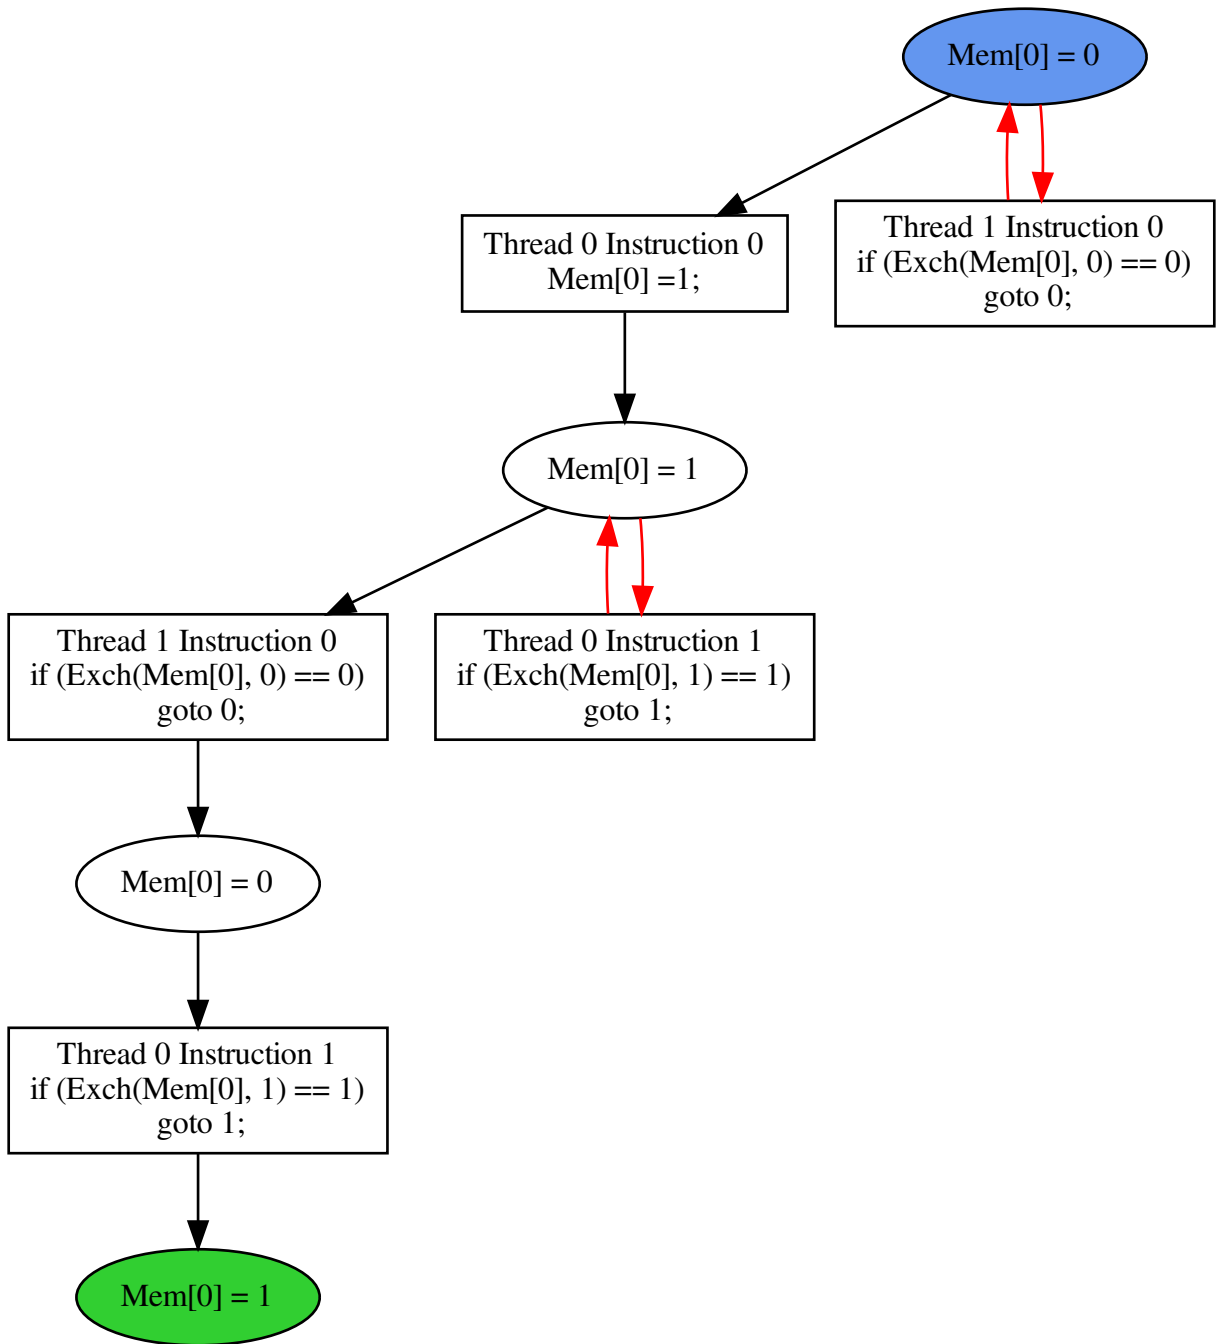 Mem[0] = 0
Thread 0 Instruction 0
Mem[0] =1;
Thread 1 Instruction 0
if (Exch(Mem[0], 0) == 0)
goto 0;
Mem[0] = 1
Thread 1 Instruction 0
if (Exch(Mem[0], 0) == 0)
goto 0;
Thread 0 Instruction 1
if (Exch(Mem[0], 1) == 1)
goto 1;
Mem[0] = 0
Thread 0 Instruction 1
if (Exch(Mem[0], 1) == 1)
goto 1;
Mem[0] = 1